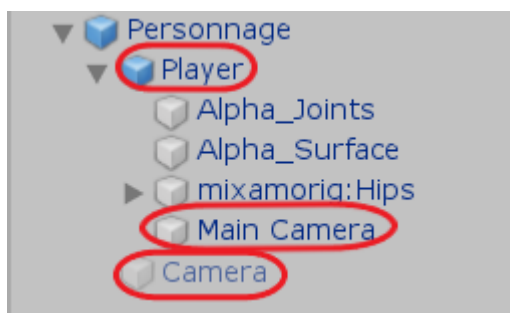 Personnage
Player
Alpha_Joints
Alpha_Surface
mixamorig:Hips
Main Camera
Camera